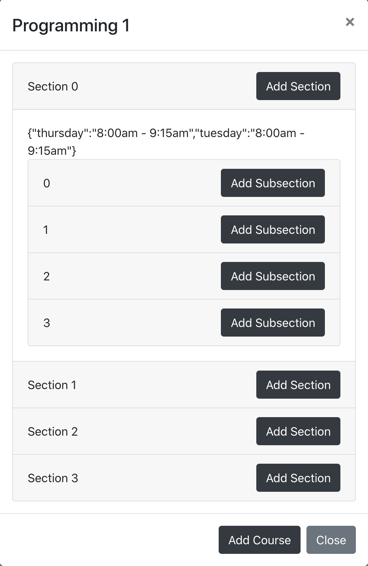 Programming 1
×
Section 0
Add Section
{"thursday":"8:00am - 9:15am","tuesday":"8:00am -
9:15am"}
0
Add Subsection
1
Add Subsection
2
Add Subsection
3
Add Subsection
Section 1
Add Section
Section 2
Add Section
Section 3
Add Section
Add Course
Close